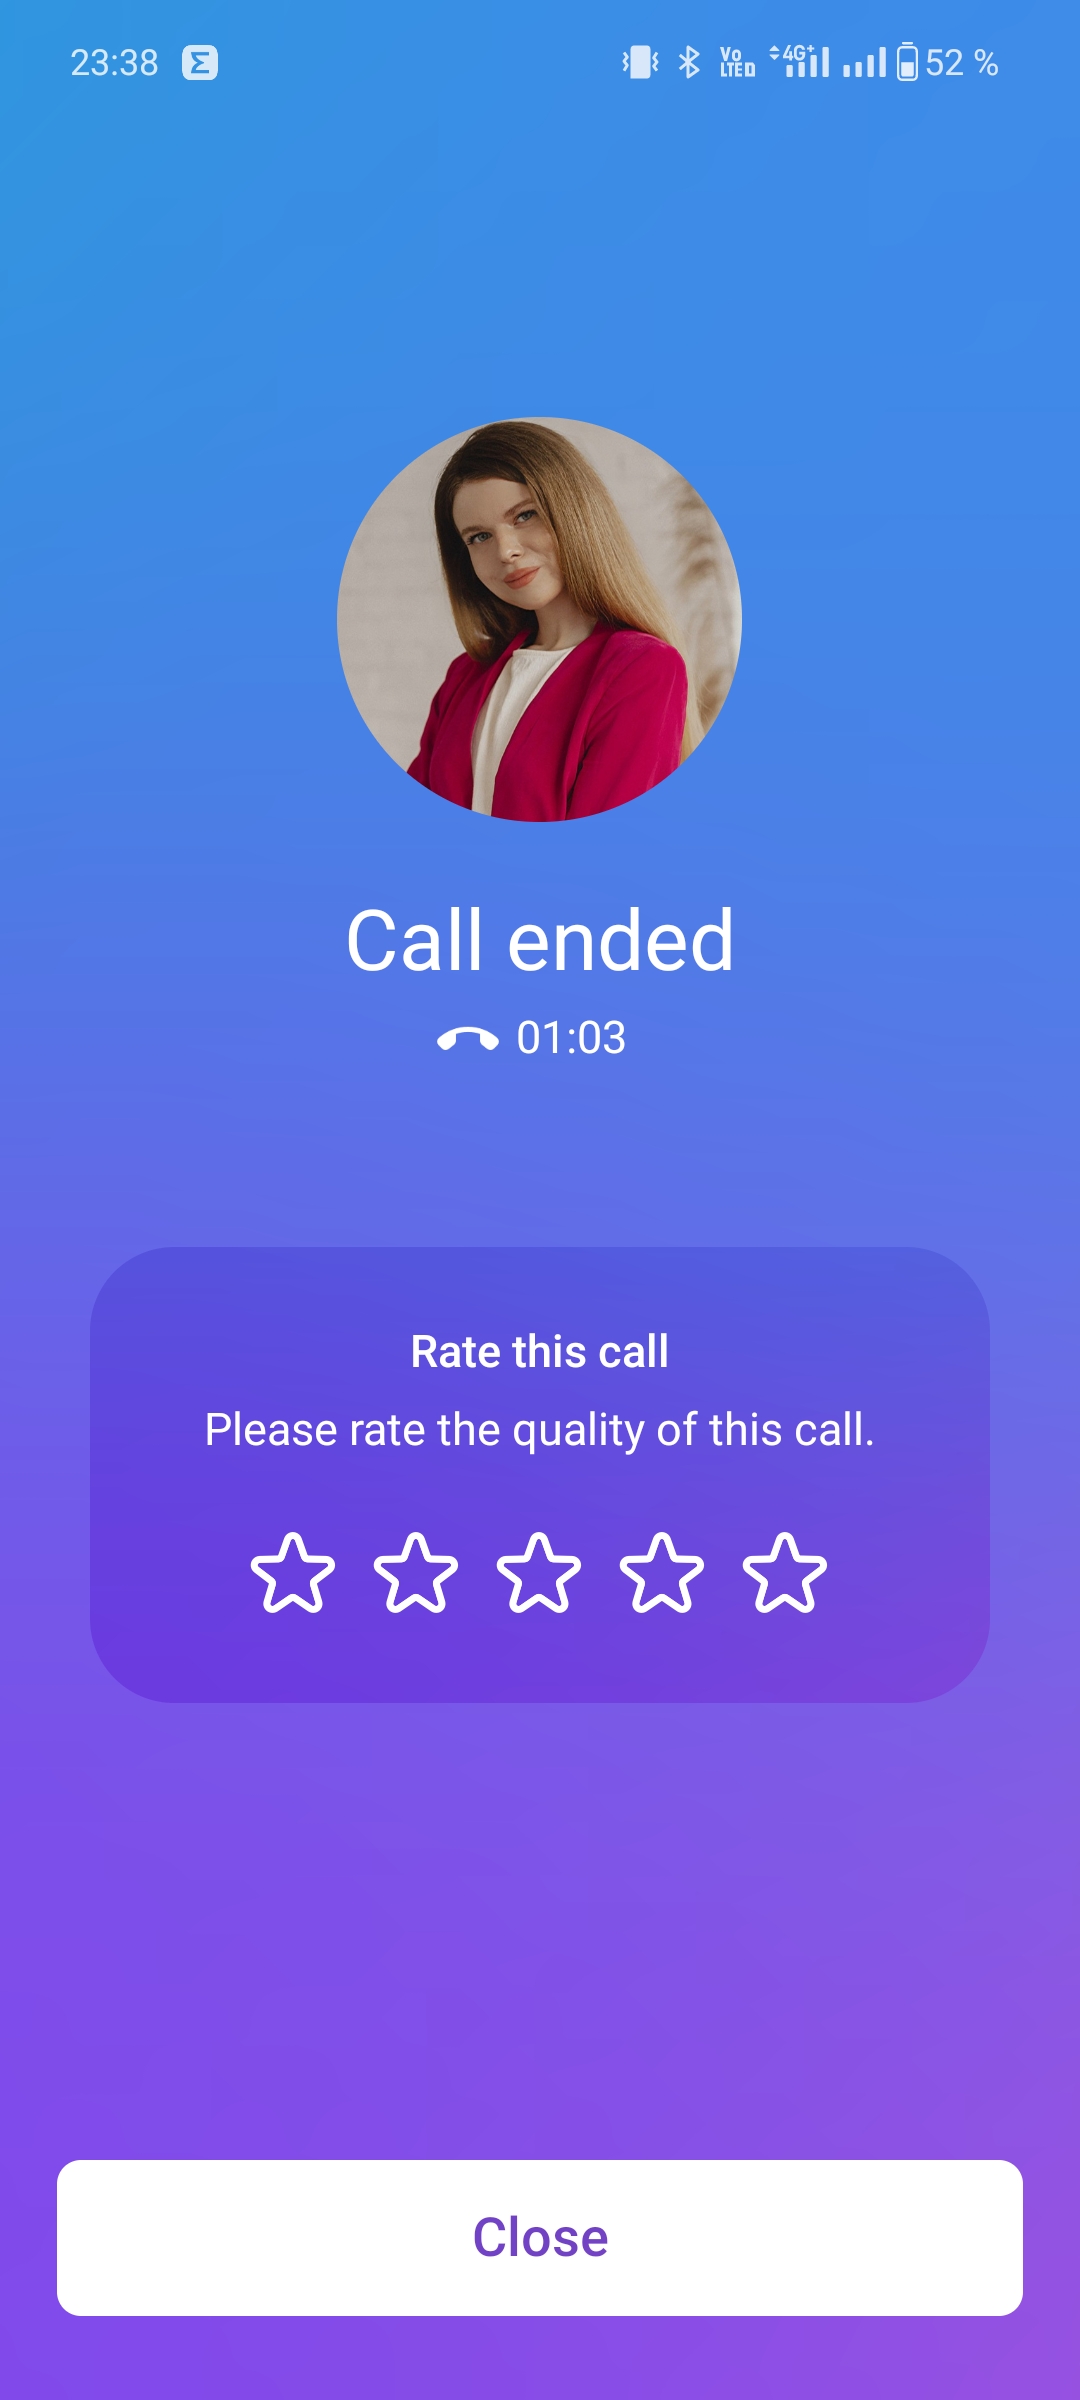 23:38 Vo LTE D 4G+ 52 %
Call ended
01:03
Rate this call
Please rate the quality of this call.
Close